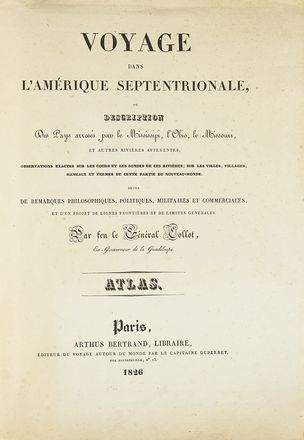 VOYAGE
DANS
L'AMÉRIQUE SEPTENTRIONALE,
OU
DESCRIPTION
Des Pays arrosés par le Mississipi, l'Ohio, le Missouri,
ET AUTRES RIVIÈRES AFFLUENTES;
OBSERVATIONS EXACTES SUR LES COURS ET LES SONDES DE CES RIVIÈRES; SUR LES VILLES, VILLAGES,
HAMEAUX ET FERMES DE CETTE PARTIE DU NOUVEAU-MONDE.
SUIVIE
DE REMARQUES PHILOSOPHIQUES, POLITIQUES, MILITAIRES ET COMMERCIALES,
ET D'UN PROJET DE LIGNES FRONTIÈRES ET DE LIMITES GÉNÉRALES.
Par feu le Général Collot,
Ex-Gouverneur de la Guadeloupe.
ATLAS.
Paris,
ARTHUS BERTRAND, LIBRAIRE,
ÉDITEUR DU VOYAGE AUTOUR DU MONDE PAR LE CAPITAINE DUPERREY,
RUE HAUTEFEUILLE, N° 23.
1826